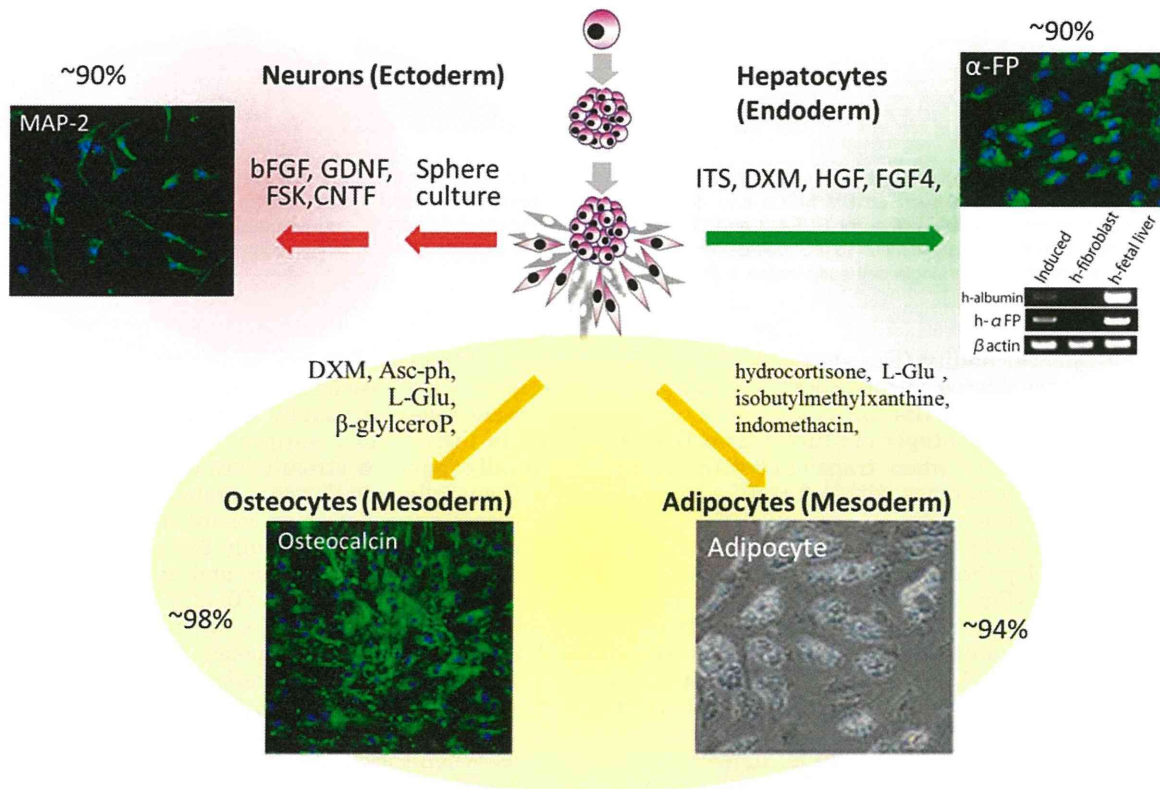 ~90%
Neurons (Ectoderm)
MAP-2
bFGF, GDNF,
FSK,CNTF
Sphere
culture
Hepatocytes
(Endoderm)
~90%
α-FP
ITS, DXM, HGF, FGF4,
Induced
h-fibroblast
h-fetal liver
h-albumin
h-αFP
β actin
DXM, Asc-ph,
L-Glu,
β-glylceroP,
hydrocortisone, L-Glu ,
isobutylmethylxanthine,
indomethacin,
Osteocytes (Mesoderm)
Osteocalcin
~98%
Adipocytes (Mesoderm)
Adipocyte
~94%